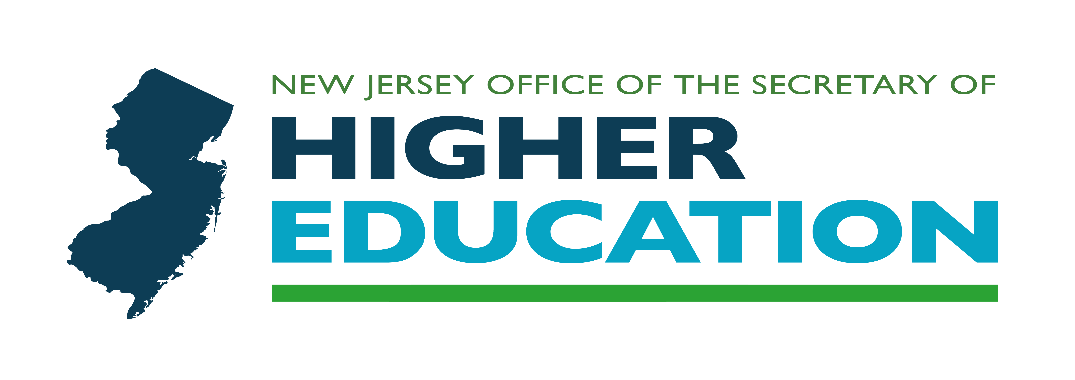 NEW JERSEY OFFICE OF THE SECRETARY OF
HIGHER
EDUCATION